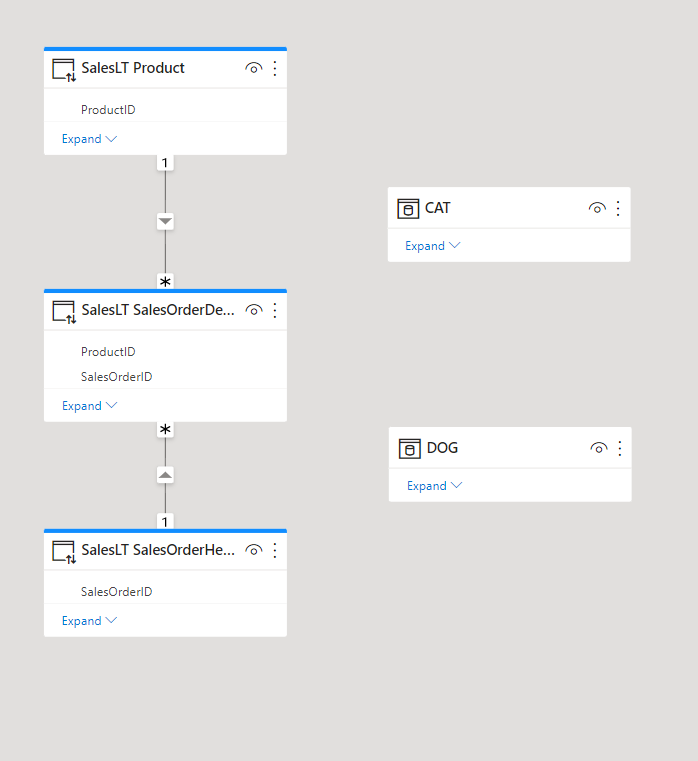 SalesLT Product
ProductID
Expand
1
*
SalesLT SalesOrderDe...
ProductID
SalesOrderID
Expand
*
1
SalesLT SalesOrderHe...
SalesOrderID
Expand
CAT
Expand
DOG
Expand